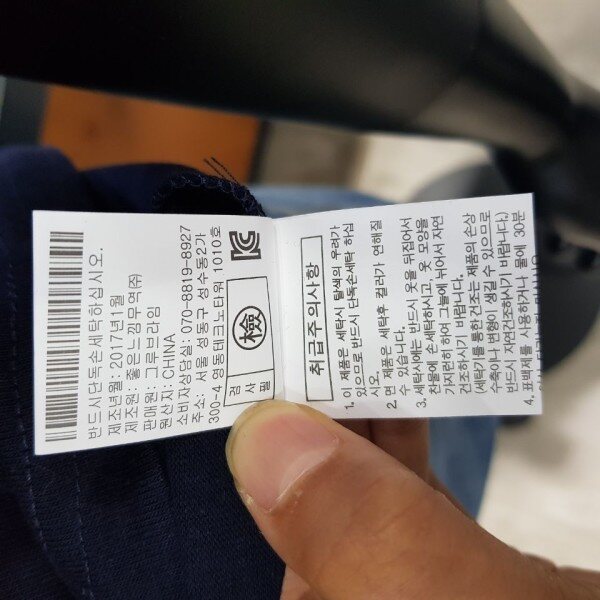 반드시단독손세탁하십시오.
제조년월: 2017년1월
제조원: 좋은느낌무역(주)
판매원: 그로브라임
원산지: CHINA
소비자상담실: 070-8819-8927
주소: 서울 성동구 성수동2가
300-4 영동테크노타워 1010호
검 사 필
檢
취급주의사항
1. 이 제품은 세탁시 탈색의 우려가
있으므로 반드시 단독손세탁 하십
시오.
2. 면 제품은 세탁후 컬러가 연해질
수 있습니다.
3. 세탁시에는 반드시 옷을 뒤집어서
찬물에 손세탁하시고, 옷 모양을
가지런히 하여 그늘에 뉘어서 자연
건조하시기 바랍니다.
(세탁기를 통한건조는 제품의 손상
수축이나 변형이 생길 수 있으므로
반드시 자연건조하시기 바랍니다.)
4. 표백제를 사용하거나 물에 30분